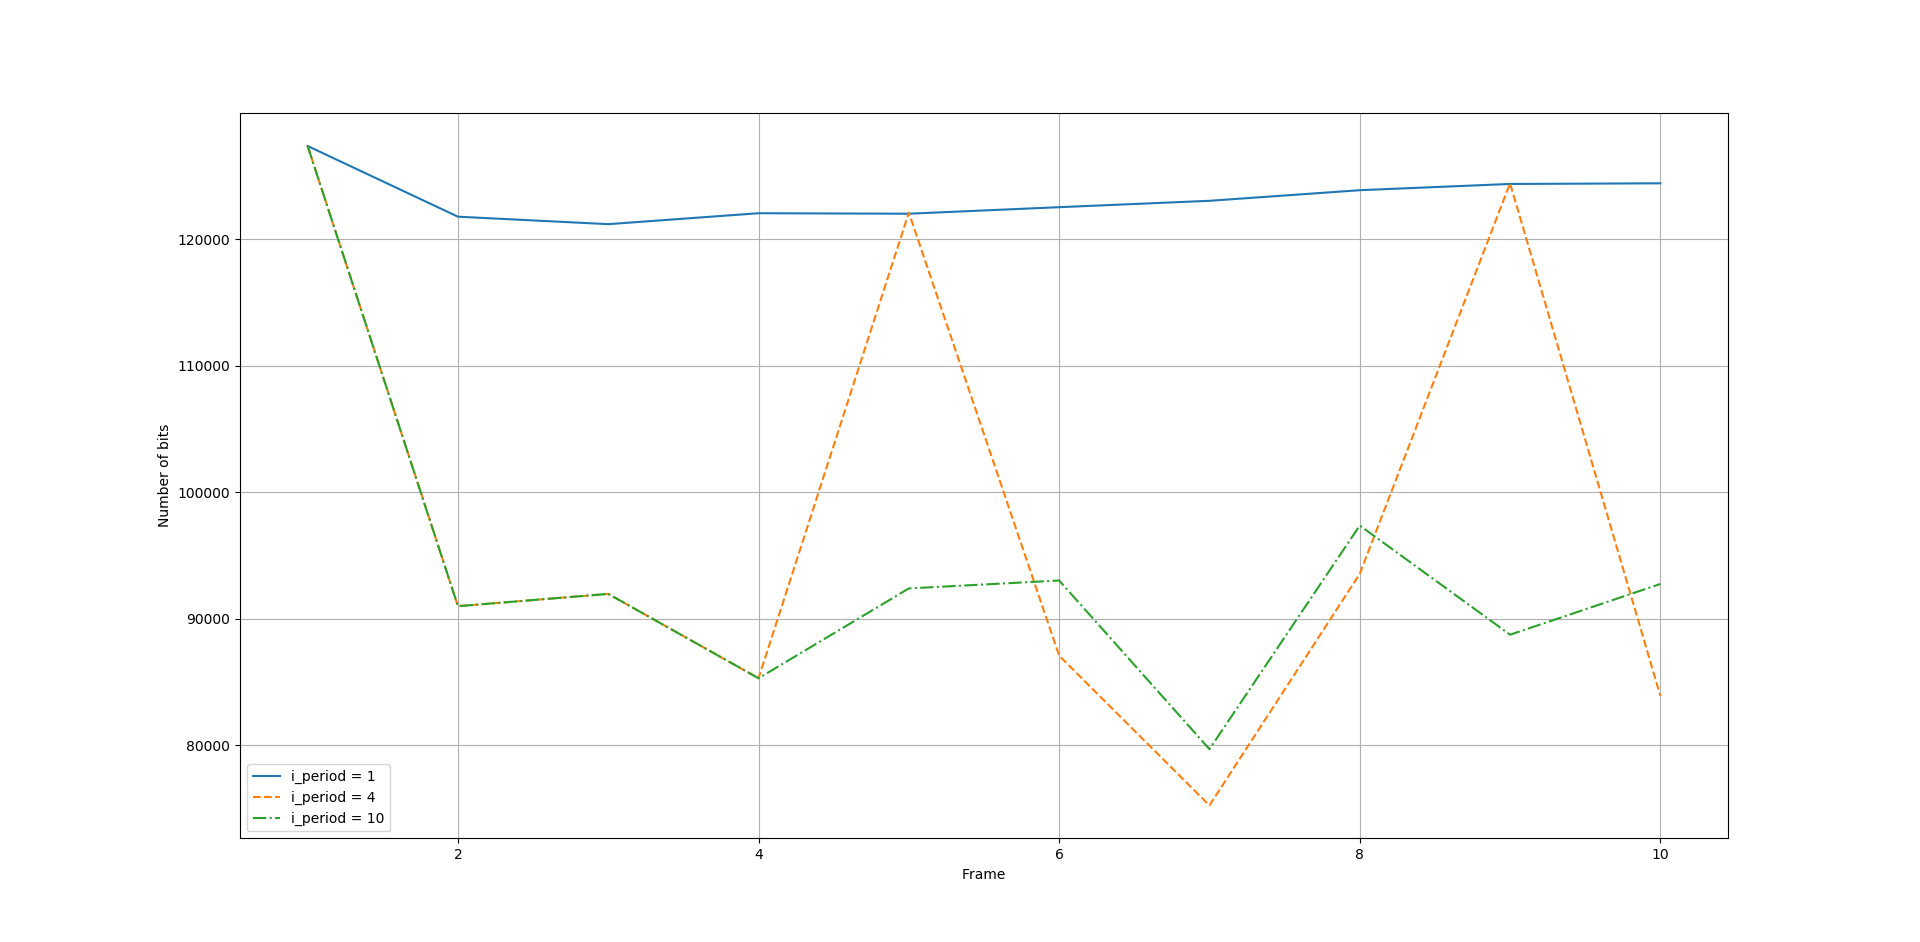 120000
110000
100000
90000
80000
Number of bits
i_period = 1
i_period = 4
i_period = 10
2 4 6 8 10
Frame